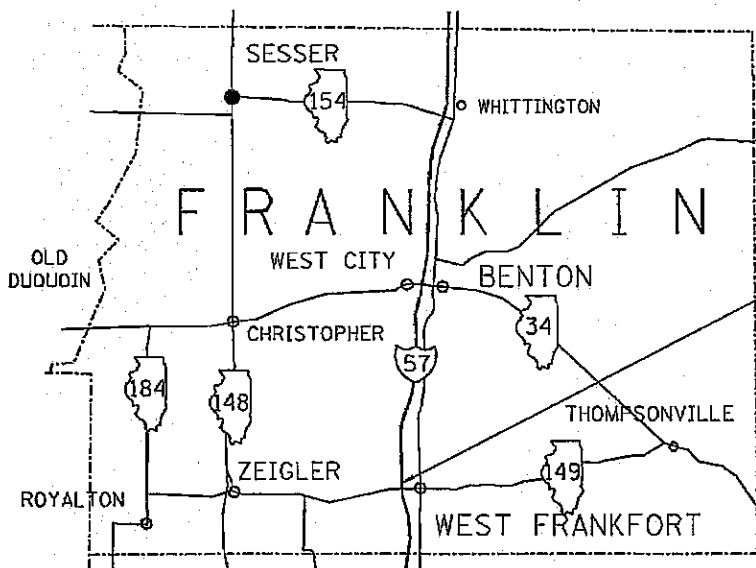 SESSER
154
WHITTINGTON
FRANKLIN
OLD
DUQUOIN
WEST CITY
BENTON
CHRISTOPHER
34
57
184
148
THOMPSONVILLE
ZEIGLER
149
ROYALTON
WEST FRANKFORT